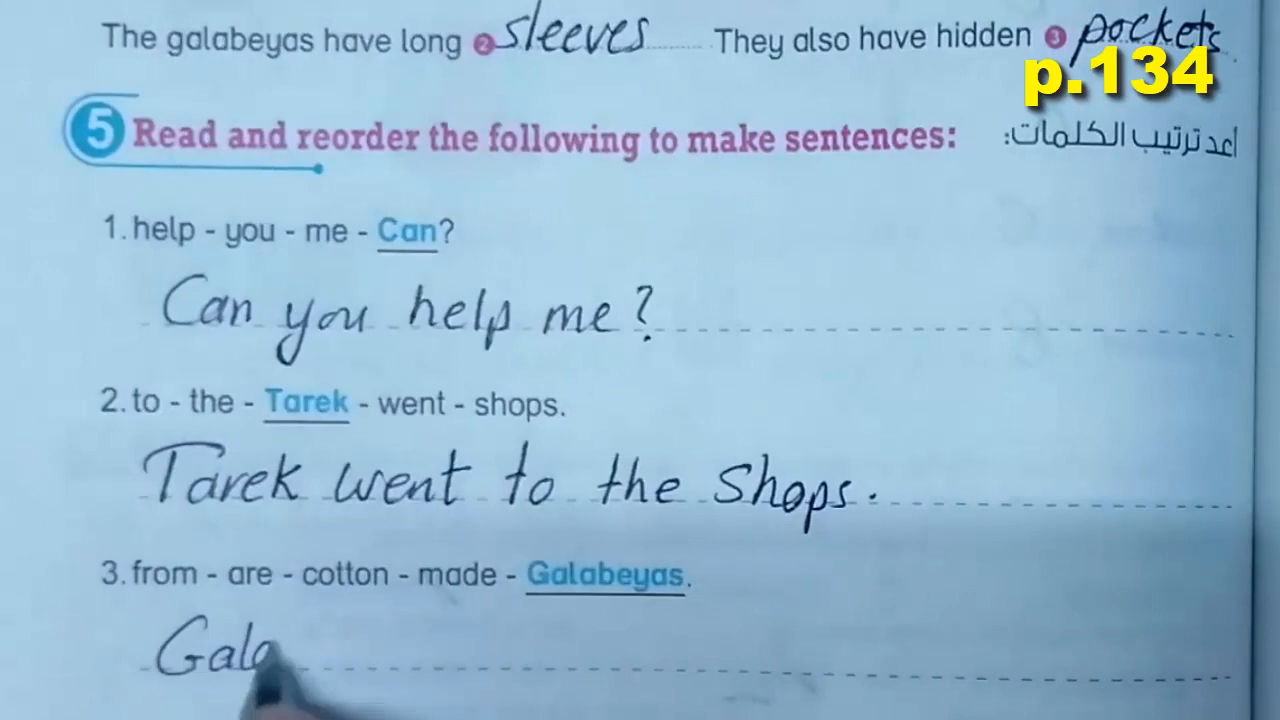 The galabeyas have long 2 sleeves They also have hidden 3 pockets
p.134
5 Read and reorder the following to make sentences: أعد ترتيب الكلمات:
1. help - you - me - Can?
Can you help me?
2. to - the - Tarek - went - shops.
Tarek went to the shops.
3. from - are - cotton - made - Galabeyas.
Gala